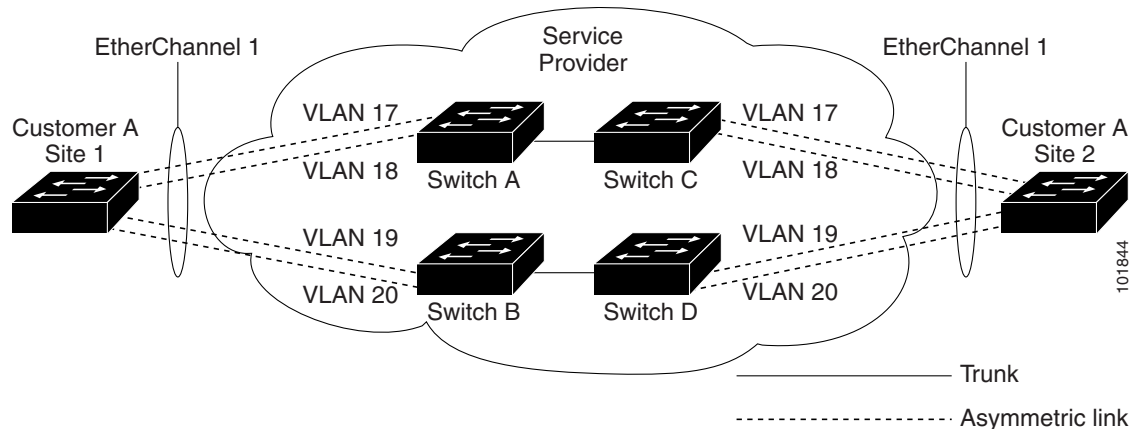 EtherChannel 1
Service
Provider
EtherChannel 1
Customer A
Site 1
VLAN 17
VLAN 18
Switch A
Switch C
VLAN 17
VLAN 18
Customer A
Site 2
VLAN 19
VLAN 20
Switch B
Switch D
VLAN 19
VLAN 20
101844
Trunk
Asymmetric link